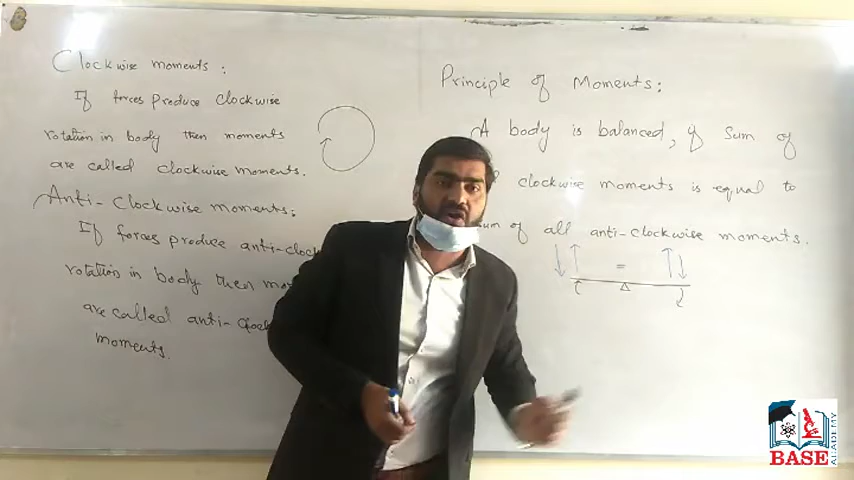 Clockwise moments:
If forces produce clockwise
rotation in body then moments
are called clockwise moments.
Anti-Clockwise moments:
If forces produce anti-clock
rotation in body then mo
are called anti-clock
moments.
Principle of Moments:
A body is balanced, if sum of
clockwise moments is equal to
sum of all anti-clockwise moments.
=
BASE
ACADEMY